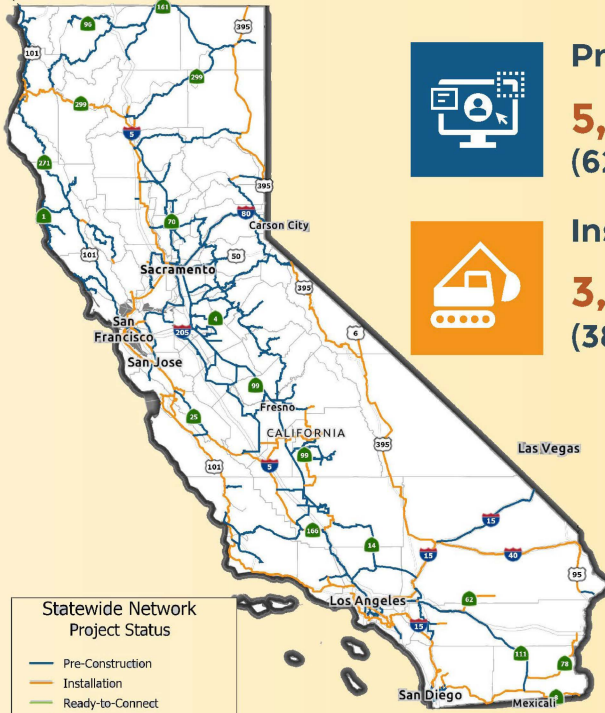 161
96
395
101
299
299
5
271
395
1
70
80
Carson City
101
50
Sacramento
395
San
Francisco
205
4
6
San Jose
99
Fresno
25
CALIFORNIA
395
99
Las Vegas
101
5
166
15
14
15
40
95
Los Angeles
62
15
111
78
San Diego
Mexicali
Statewide Network
Project Status
Pre-Construction
Installation
Ready-to-Connect
Pr
5,
(62
Ins
3,
(38